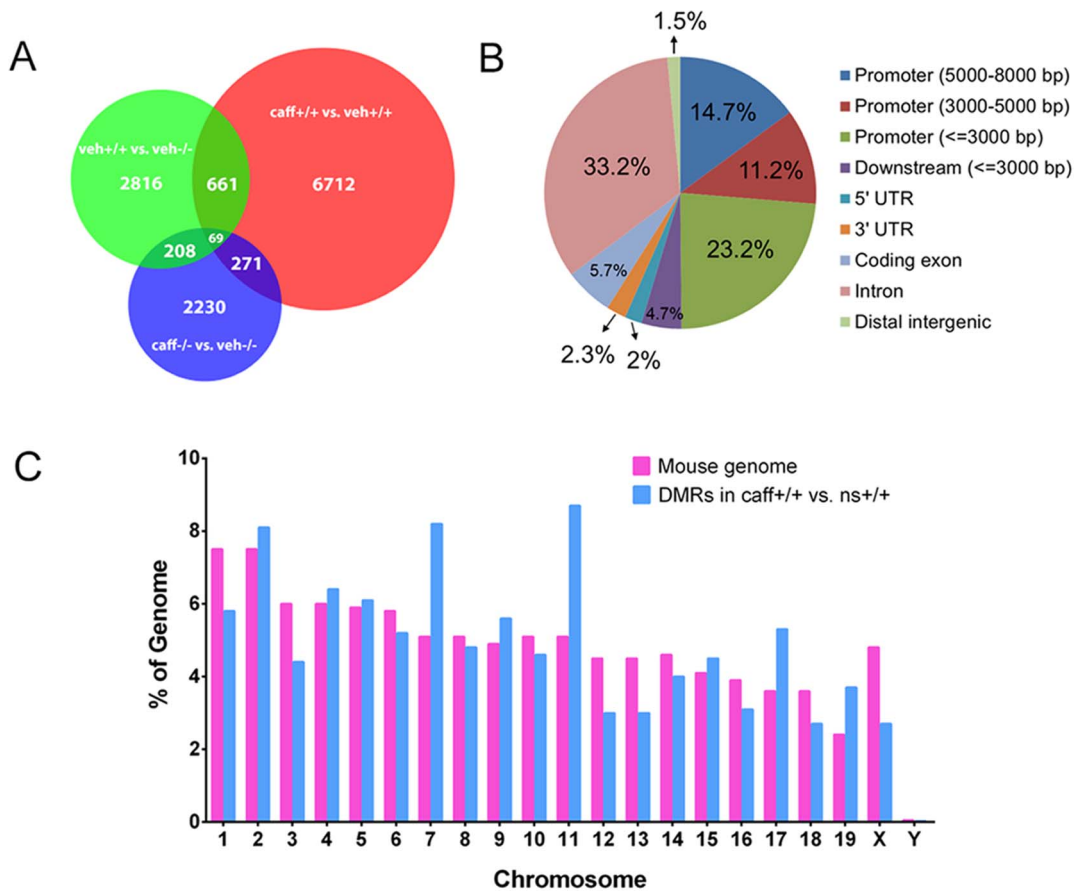 A
caff+/+ vs. veh+/+
veh+/+ vs. veh-/-
2816
661
6712
69
208
271
2230
caff-/- vs. veh-/-
B
1.5%
14.7%
11.2%
23.2%
4.7%
2%
2.3%
5.7%
33.2%
Promoter (5000-8000 bp)
Promoter (3000-5000 bp)
Promoter (<=3000 bp)
Downstream (<=3000 bp)
5' UTR
3' UTR
Coding exon
Intron
Distal intergenic
C
Mouse genome
DMRs in caff+/+ vs. ns+/+
% of Genome
10
8
6
4
2
0
1 2 3 4 5 6 7 8 9 10 11 12 13 14 15 16 17 18 19 X Y
Chromosome